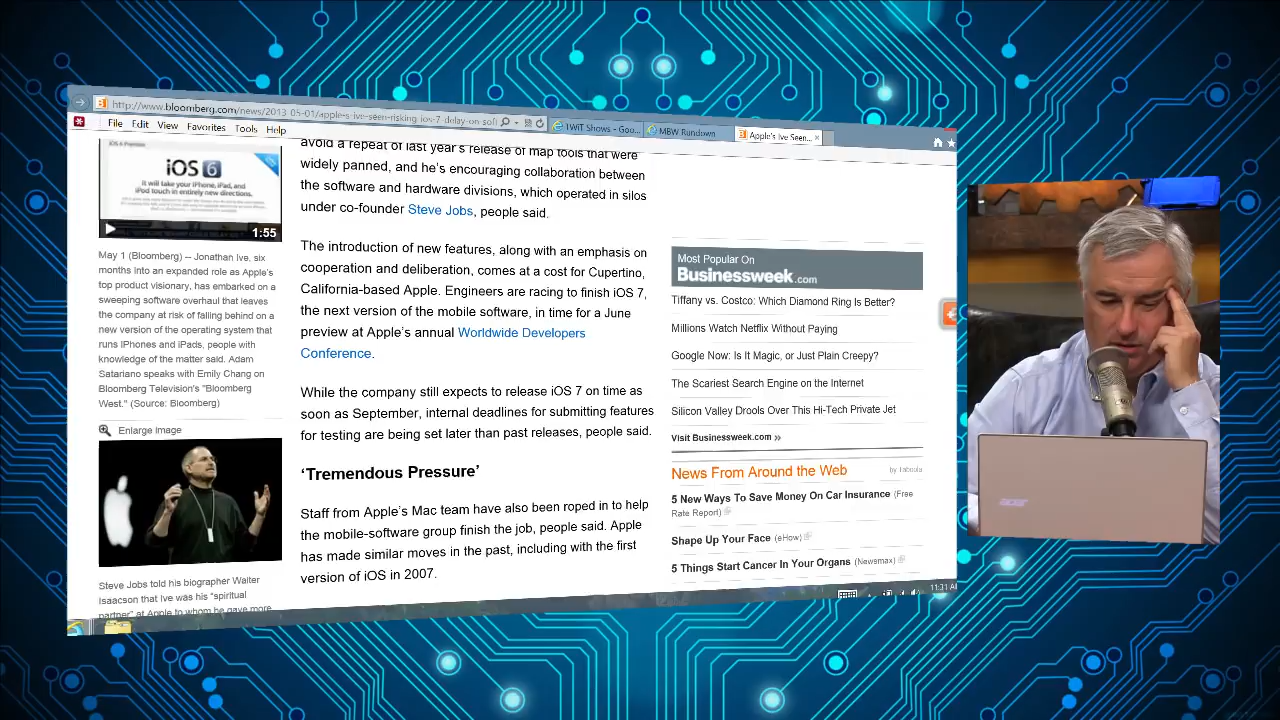 http://www.bloomberg.com/news/2013-05-01/apple-s-ive-seen-risking-ios-7-delay-on-soft
TWiT Shows - Goo...
MBW Rundown
Apple's Ive Seen...
File Edit View Favorites Tools Help
iOS 6
It will take your iPhone, iPad, and
iPod touch in entirely new directions.
1:55
May 1 (Bloomberg) -- Jonathan Ive, six
months into an expanded role as Apple's
top product visionary, has embarked on a
sweeping software overhaul that leaves
the company at risk of falling behind on a
new version of the operating system that
runs iPhones and iPads, people with
knowledge of the matter said. Adam
Satariano speaks with Emily Chang on
Bloomberg Television's "Bloomberg
West." (Source: Bloomberg)
Enlarge image
Steve Jobs told his biographer Walter
Isaacson that Ive was his "spiritual
partner" at Apple to whom he gave more
avoid a repeat of last year's release of map tools that were
widely panned, and he's encouraging collaboration between
the software and hardware divisions, which operated in silos
under co-founder Steve Jobs, people said.
The introduction of new features, along with an emphasis on
cooperation and deliberation, comes at a cost for Cupertino,
California-based Apple. Engineers are racing to finish iOS 7,
the next version of the mobile software, in time for a June
preview at Apple's annual Worldwide Developers
Conference.
While the company still expects to release iOS 7 on time as
soon as September, internal deadlines for submitting features
for testing are being set later than past releases, people said.
'Tremendous Pressure'
Staff from Apple's Mac team have also been roped in to help
the mobile-software group finish the job, people said. Apple
has made similar moves in the past, including with the first
version of iOS in 2007.
Most Popular On
Businessweek.com
Tiffany vs. Costco: Which Diamond Ring Is Better?
Millions Watch Netflix Without Paying
Google Now: Is It Magic, or Just Plain Creepy?
The Scariest Search Engine on the Internet
Silicon Valley Drools Over This Hi-Tech Private Jet
Visit Businessweek.com »
News From Around the Web
by Taboola
5 New Ways To Save Money On Car Insurance (Free
Rate Report)
Shape Up Your Face (eHow)
5 Things Start Cancer In Your Organs (Newsmax)
11:31 AM
acer